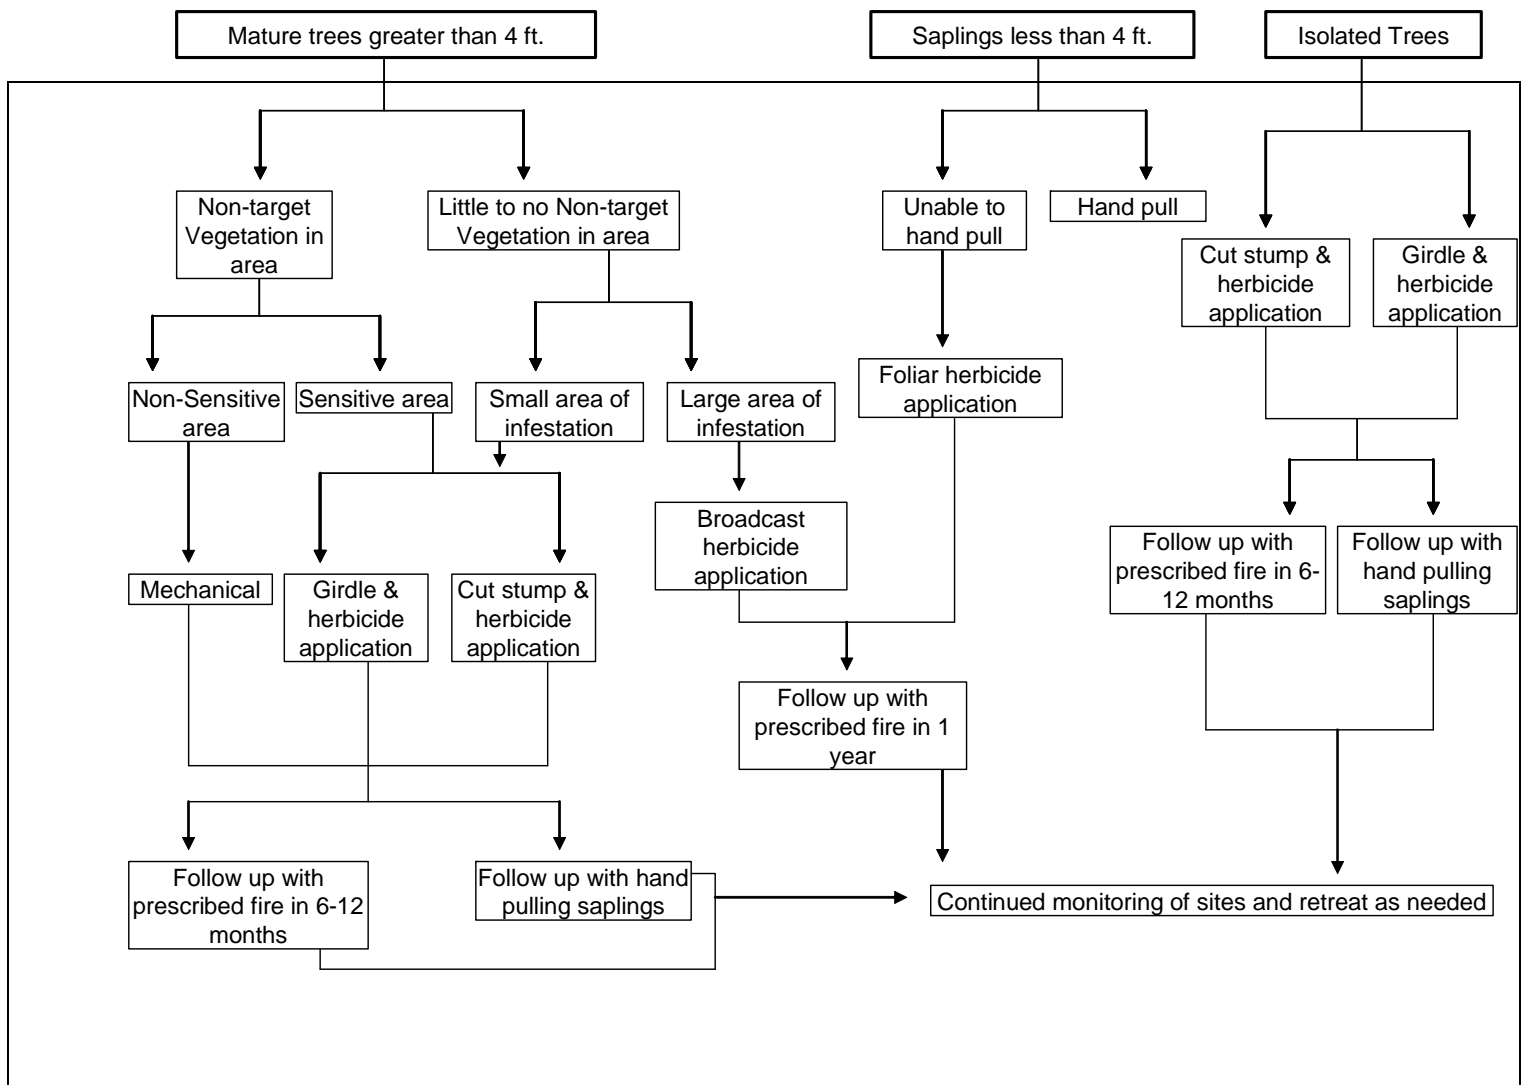 Mature trees greater than 4 ft.
Saplings less than 4 ft.
Isolated Trees
Non-target
Vegetation in
area
Little to no Non-target
Vegetation in area
Unable to
hand pull
Hand pull
Cut stump &
herbicide
application
Girdle &
herbicide
application
Non-Sensitive
area
Sensitive area
Small area of
infestation
Large area of
infestation
Foliar herbicide
application
Broadcast
herbicide
application
Follow up with
prescribed fire in 6-
12 months
Follow up with
hand pulling
saplings
Mechanical
Girdle &
herbicide
application
Cut stump &
herbicide
application
Follow up with
prescribed fire in 1
year
Follow up with
prescribed fire in 6-12
months
Follow up with hand
pulling saplings
Continued monitoring of sites and retreat as needed